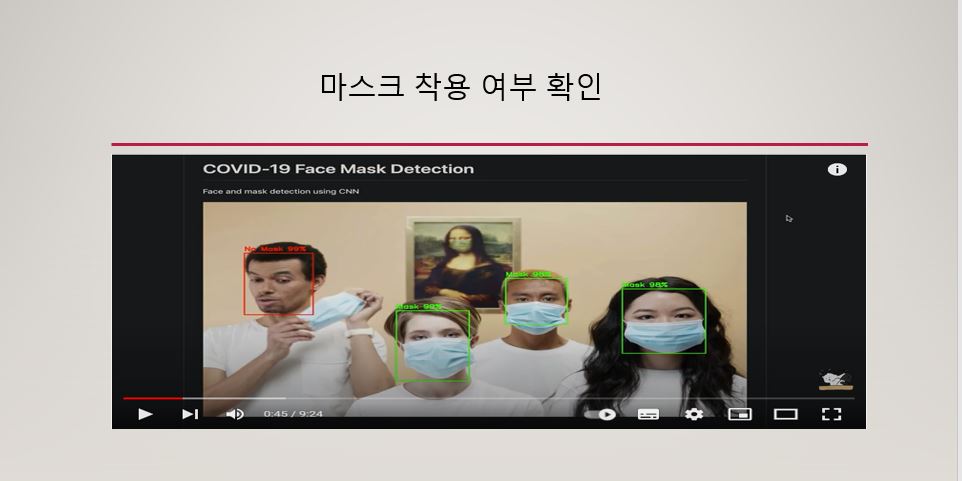 마스크 착용 여부 확인
COVID-19 Face Mask Detection
Face and mask detection using CNN
No Mask 99%
Mask 98%
Mask 98%
Mask 99%
0:45 / 9:24